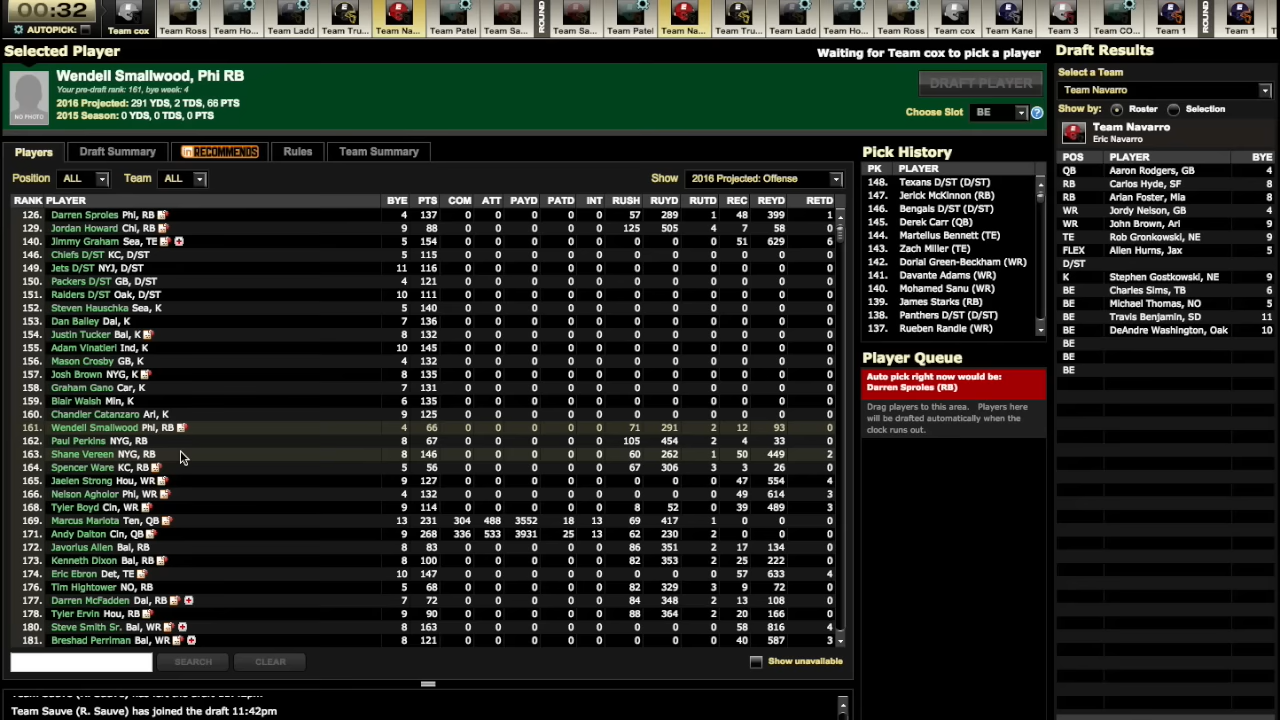 00:32
AUTOPICK:
Team cox Team Ross Team Ho... Team Ladd Team Tru... Team Na... Team Patel Team Sa... ROUND Team Sa... Team Patel Team Na... Team Tru... Team Ladd Team Ho... Team Ross Team cox Team Kane Team 3 Team CO... Team 1 ROUND Team 1
Selected Player
Waiting for Team cox to pick a player
Wendell Smallwood, Phi RB
Your pre-draft rank: 161, bye week: 4
2016 Projected: 291 YDS, 2 TDS, 66 PTS
2015 Season: 0 YDS, 0 TDS, 0 PTS
NO PHOTO
DRAFT PLAYER
Choose Slot BE ?
Players Draft Summary in RECOMMENDS Rules Team Summary
Position ALL Team ALL Show 2016 Projected: Offense
RANK PLAYER BYE PTS COM ATT PAYD PATD INT RUSH RUYD RUTD REC REYD RETD
126. Darren Sproles Phi, RB 4 137 0 0 0 0 0 57 289 1 48 399 1
129. Jordan Howard Chi, RB 9 88 0 0 0 0 0 125 505 4 7 58 0
140. Jimmy Graham Sea, TE 5 154 0 0 0 0 0 0 0 0 51 629 6
146. Chiefs D/ST KC, D/ST 5 115 0 0 0 0 0 0 0 0 0 0 0
149. Jets D/ST NYJ, D/ST 11 116 0 0 0 0 0 0 0 0 0 0 0
150. Packers D/ST GB, D/ST 4 121 0 0 0 0 0 0 0 0 0 0 0
151. Raiders D/ST Oak, D/ST 10 111 0 0 0 0 0 0 0 0 0 0 0
152. Steven Hauschka Sea, K 5 140 0 0 0 0 0 0 0 0 0 0 0
153. Dan Bailey Dal, K 7 136 0 0 0 0 0 0 0 0 0 0 0
154. Justin Tucker Bal, K 8 132 0 0 0 0 0 0 0 0 0 0 0
155. Adam Vinatieri Ind, K 10 145 0 0 0 0 0 0 0 0 0 0 0
156. Mason Crosby GB, K 4 132 0 0 0 0 0 0 0 0 0 0 0
157. Josh Brown NYG, K 8 135 0 0 0 0 0 0 0 0 0 0 0
158. Graham Gano Car, K 7 131 0 0 0 0 0 0 0 0 0 0 0
159. Blair Walsh Min, K 6 135 0 0 0 0 0 0 0 0 0 0 0
160. Chandler Catanzaro Ari, K 9 125 0 0 0 0 0 0 0 0 0 0 0
161. Wendell Smallwood Phi, RB 4 66 0 0 0 0 0 71 291 2 12 93 0
162. Paul Perkins NYG, RB 8 67 0 0 0 0 0 105 454 2 4 33 0
163. Shane Vereen NYG, RB 8 146 0 0 0 0 0 60 262 1 50 449 2
164. Spencer Ware KC, RB 5 56 0 0 0 0 0 67 306 3 3 26 0
165. Jaelen Strong Hou, WR 9 127 0 0 0 0 0 0 0 0 47 554 4
166. Nelson Agholor Phi, WR 4 132 0 0 0 0 0 0 0 0 49 614 3
168. Tyler Boyd Cin, WR 9 114 0 0 0 0 0 8 52 0 39 489 3
169. Marcus Mariota Ten, QB 13 231 304 488 3552 18 13 69 417 1 0 0 0
171. Andy Dalton Cin, QB 9 268 336 533 3931 25 13 62 230 2 0 0 0
172. Javorius Allen Bal, RB 8 83 0 0 0 0 0 86 351 2 17 134 0
173. Kenneth Dixon Bal, RB 8 100 0 0 0 0 0 82 353 2 25 222 0
174. Eric Ebron Det, TE 10 147 0 0 0 0 0 0 0 0 57 633 4
176. Tim Hightower NO, RB 5 68 0 0 0 0 0 82 329 3 9 72 0
177. Darren McFadden Dal, RB 7 72 0 0 0 0 0 84 348 2 13 108 0
178. Tyler Ervin Hou, RB 9 90 0 0 0 0 0 88 364 2 20 166 0
180. Steve Smith Sr. Bal, WR 8 163 0 0 0 0 0 0 0 0 58 816 4
181. Breshad Perriman Bal, WR 8 121 0 0 0 0 0 0 0 0 40 587 3
SEARCH CLEAR Show unavailable
Team Sauve (R. Sauve) has left the draft 11:42pm
Team Sauve (R. Sauve) has joined the draft 11:42pm
Pick History
PK PLAYER
148. Texans D/ST (D/ST)
147. Jerick McKinnon (RB)
146. Bengals D/ST (D/ST)
145. Derek Carr (QB)
144. Martellus Bennett (TE)
143. Zach Miller (TE)
142. Dorial Green-Beckham (WR)
141. Davante Adams (WR)
140. Mohamed Sanu (WR)
139. James Starks (RB)
138. Panthers D/ST (D/ST)
137. Rueben Randle (WR)
Player Queue
Auto pick right now would be:
Darren Sproles (RB)
Drag players to this area. Players here
will be drafted automatically when the
clock runs out.
Draft Results
Select a Team
Team Navarro
Show by: Roster Selection
Team Navarro
Eric Navarro
POS PLAYER BYE
QB Aaron Rodgers, GB 4
RB Carlos Hyde, SF 8
RB Arian Foster, Mia 8
WR Jordy Nelson, GB 4
WR John Brown, Ari 9
TE Rob Gronkowski, NE 9
FLEX Allen Hurns, Jax 5
D/ST
K Stephen Gostkowski, NE 9
BE Charles Sims, TB 6
BE Michael Thomas, NO 5
BE Travis Benjamin, SD 11
BE DeAndre Washington, Oak 10
BE
BE
BE